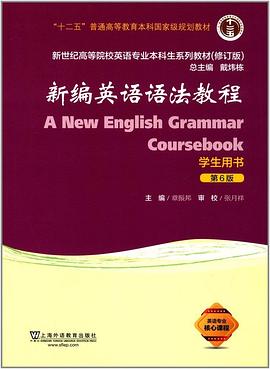 "十二五"普通高等教育本科国家级规划教材
新世纪高等院校英语专业本科生系列教材(修订版)
总主编 戴炜栋
新编英语语法教程
A New English Grammar
Coursebook
学生用书
第6版
主 编/章振邦 审 校/张月祥
英语专业
核心课程
上海外语教育出版社
www.sflep.com